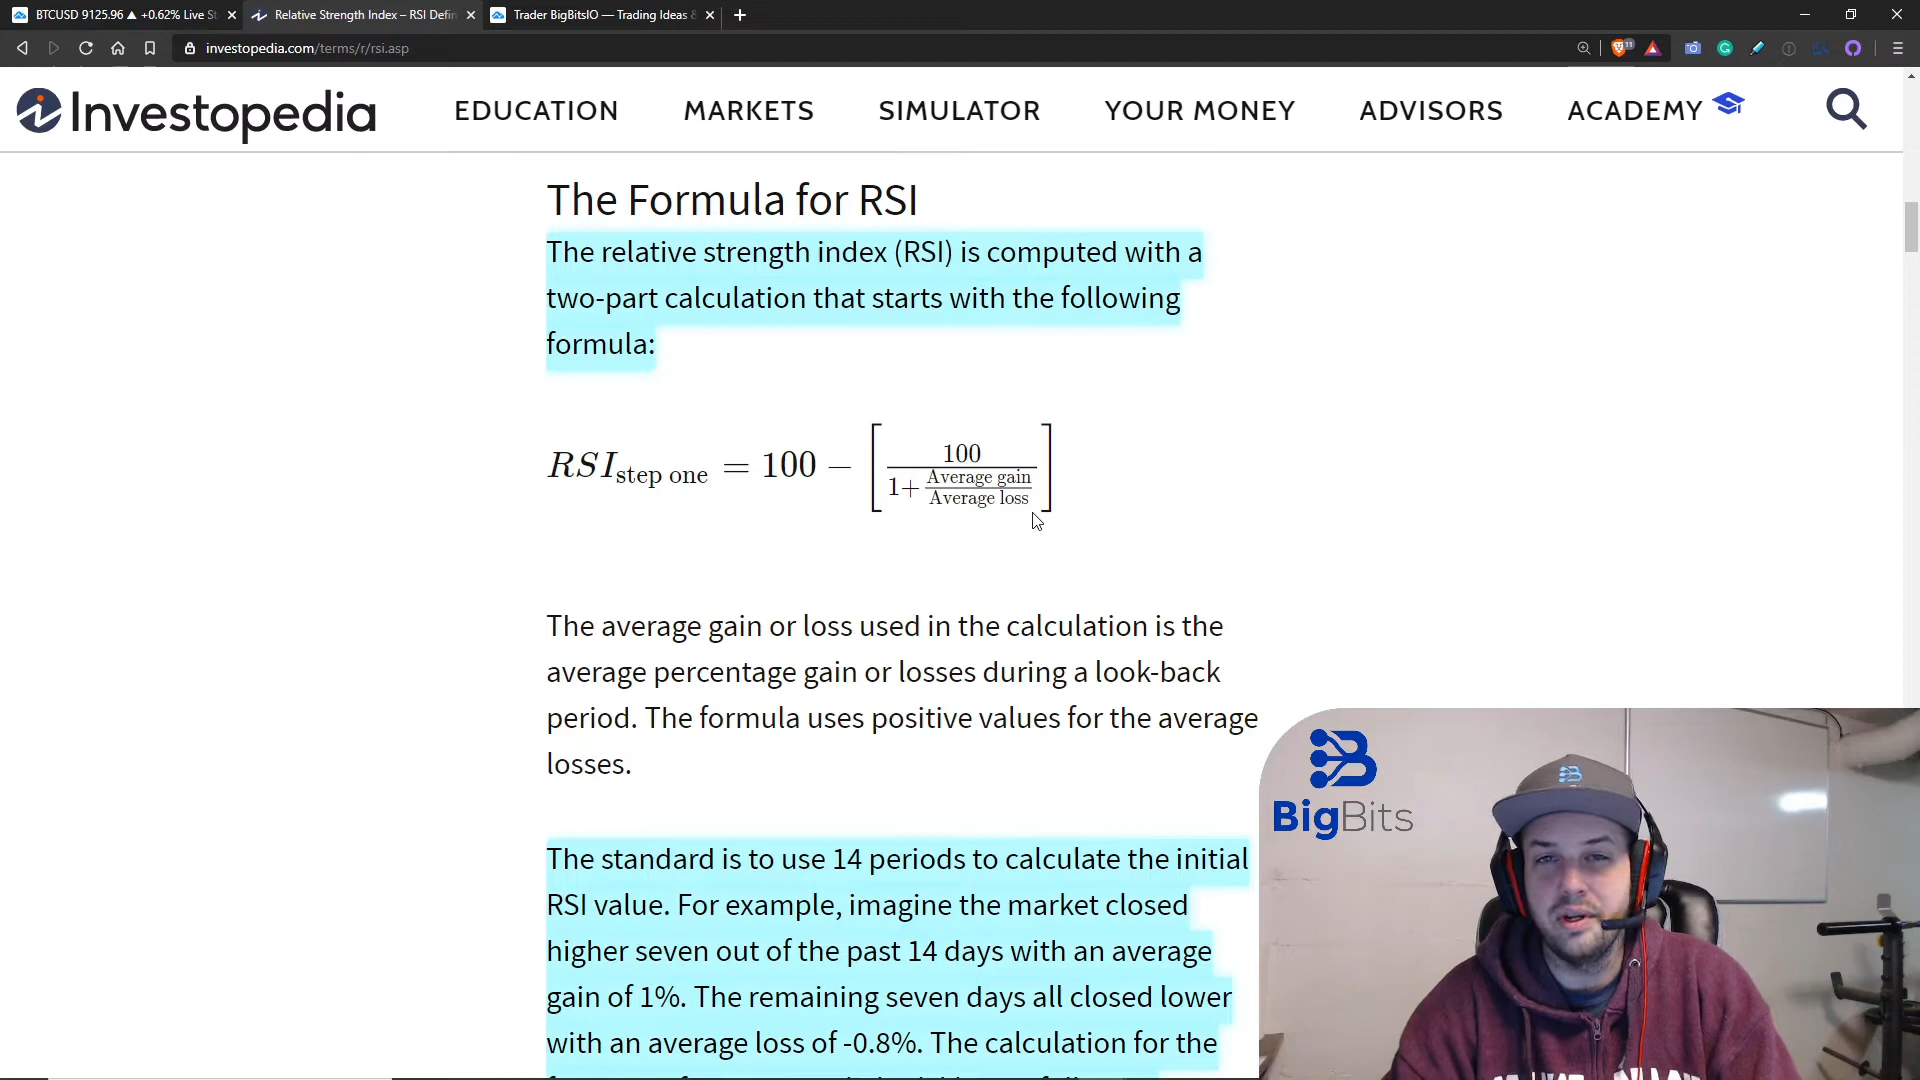 BTCUSD 9125.96 ▲ +0.62% Live S
Relative Strength Index – RSI Defin
Trader BigBitsIO — Trading Ideas &
investopedia.com/terms/r/rsi.asp
11
Investopedia
EDUCATION
MARKETS
SIMULATOR
YOUR MONEY
ADVISORS
ACADEMY
The Formula for RSI
The relative strength index (RSI) is computed with a
two-part calculation that starts with the following
formula:
RSI step one = 100 − [ 100
1+ Average gain
Average loss ]
The average gain or loss used in the calculation is the
average percentage gain or losses during a look-back
period. The formula uses positive values for the average
losses.
The standard is to use 14 periods to calculate the initial
RSI value. For example, imagine the market closed
higher seven out of the past 14 days with an average
gain of 1%. The remaining seven days all closed lower
with an average loss of -0.8%. The calculation for the
BigBits